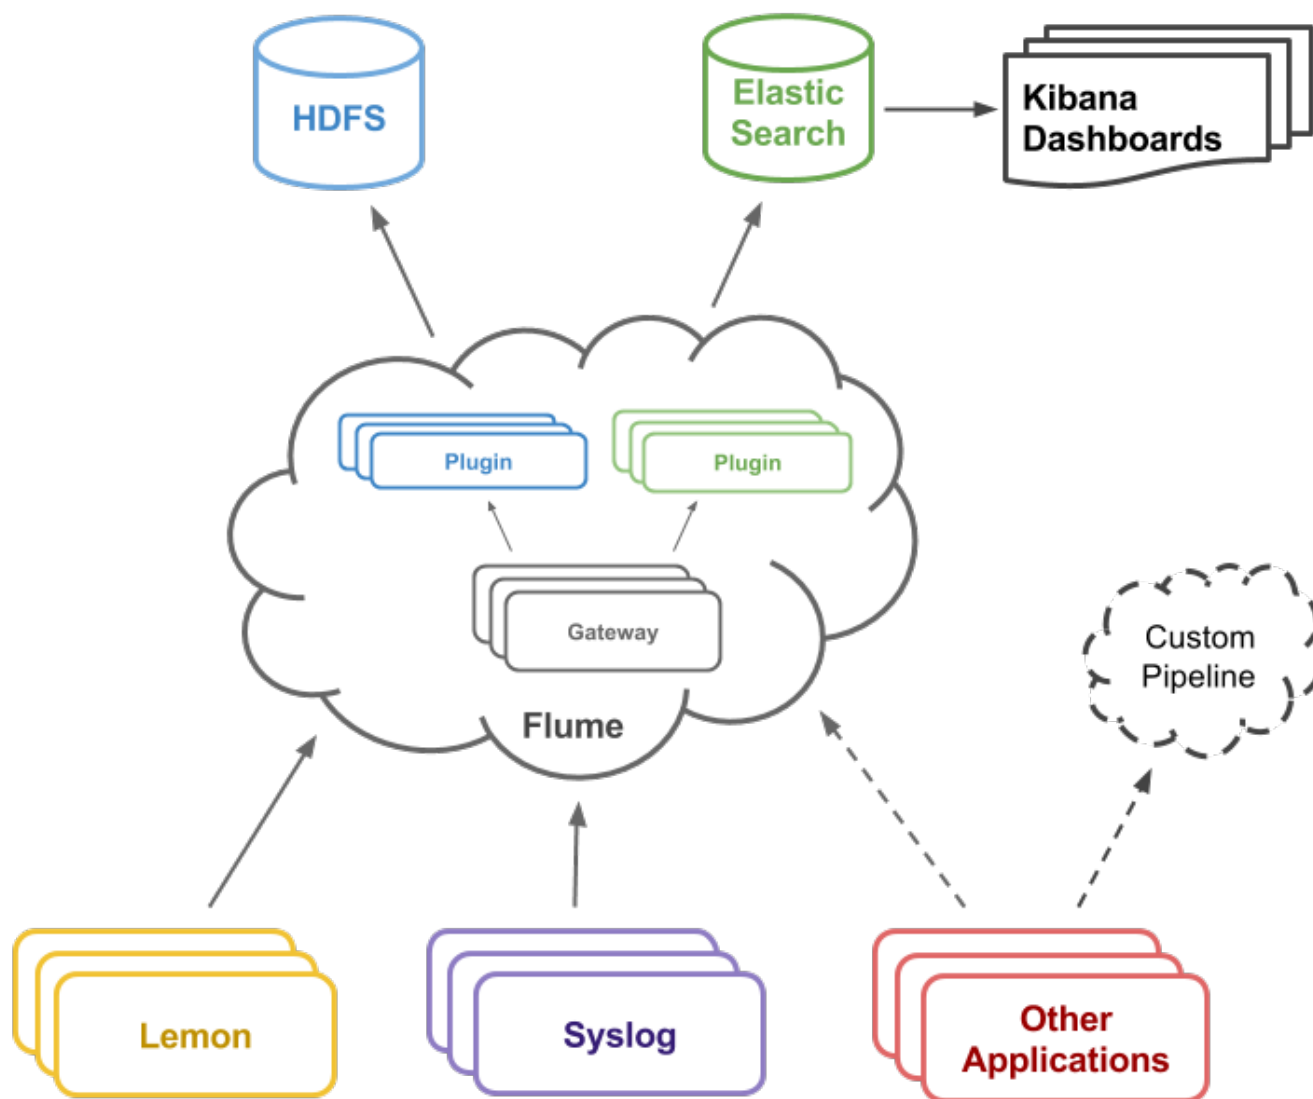 HDFS
Elastic
Search
Kibana
Dashboards
Plugin
Plugin
Gateway
Flume
Custom
Pipeline
Lemon
Syslog
Other
Applications